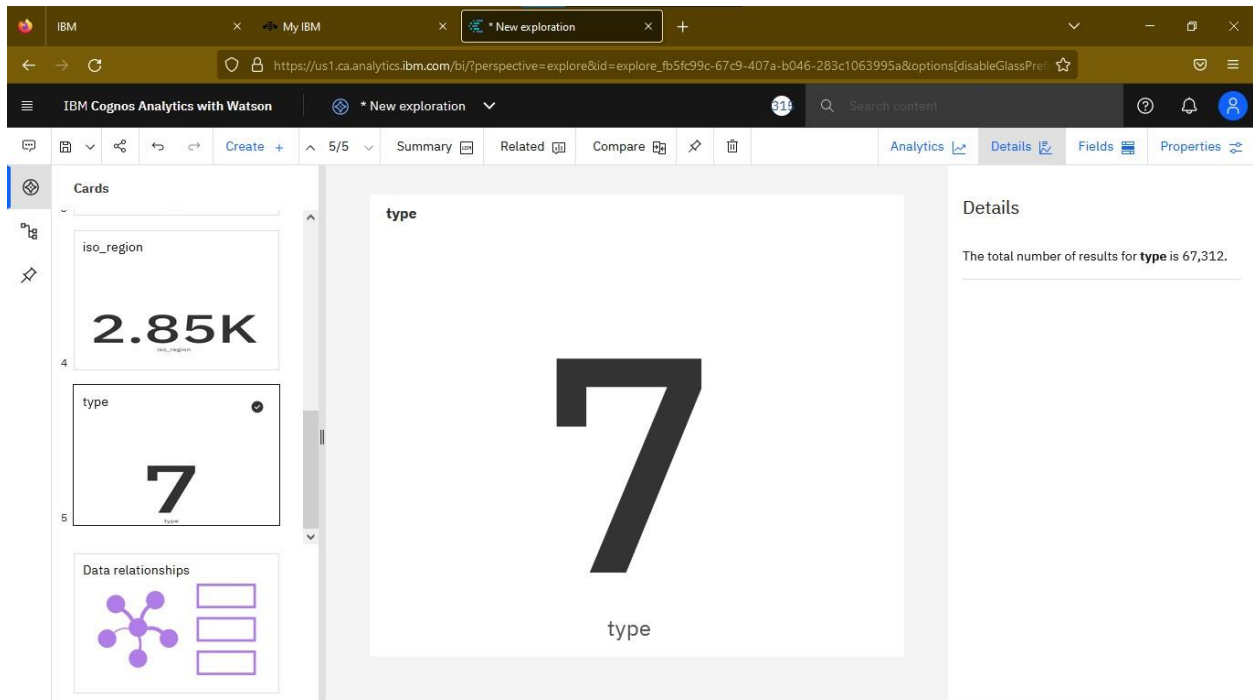 IBM
My IBM
* New exploration
https://us1.ca.analytics.ibm.com/bi/?perspective=explore&id=explore_fb5fc99c-67c9-407a-b046-283c1063995a&options[disableGlassPref
IBM Cognos Analytics with Watson
* New exploration
315
Search content
Create +
5/5
Summary
Related
Compare
Analytics
Details
Fields
Properties
Cards
iso_region
2.85K
iso_region
4
type
7
type
5
Data relationships
type
7
type
Details
The total number of results for type is 67,312.